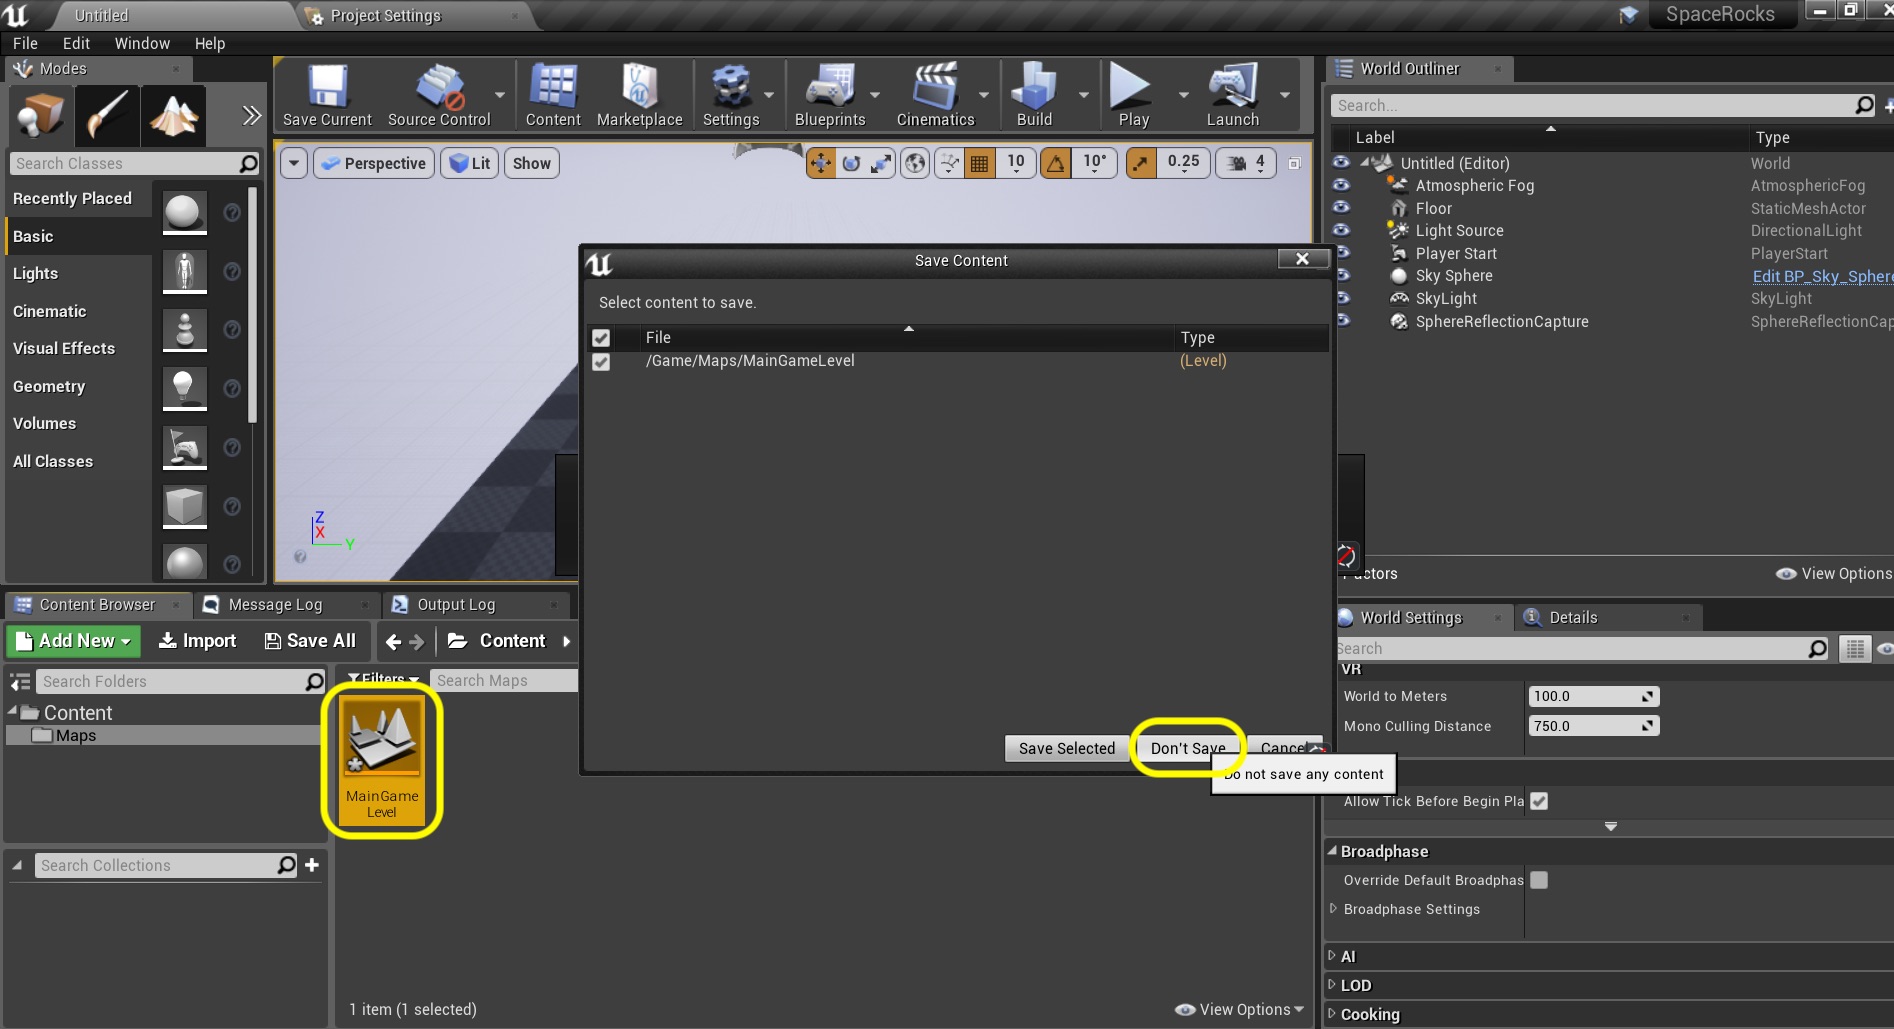 Untitled
Project Settings
SpaceRocks
File Edit Window Help
Modes
Search Classes
Recently Placed
Basic
Lights
Cinematic
Visual Effects
Geometry
Volumes
All Classes
Save Current
Source Control
Content
Marketplace
Settings
Blueprints
Cinematics
Build
Play
Launch
Perspective
Lit
Show
10
10°
0.25
4
Z
X
Y
World Outliner
Search...
Label Type
Untitled (Editor) World
Atmospheric Fog AtmosphericFog
Floor StaticMeshActor
Light Source DirectionalLight
Player Start PlayerStart
Sky Sphere Edit BP_Sky_Sphere
SkyLight SkyLight
SphereReflectionCapture SphereReflectionCap
actors
View Options
Save Content
Select content to save.
File Type
/Game/Maps/MainGameLevel (Level)
Save Selected
Don't Save
Cancel
Do not save any content
Content Browser
Message Log
Output Log
Add New
Import
Save All
Content
Search Folders
Filters
Search Maps
Content
Maps
MainGame
Level
Search Collections
1 item (1 selected)
View Options
World Settings
Details
Search
VR
World to Meters 100.0
Mono Culling Distance 750.0
Allow Tick Before Begin Pla
Broadphase
Override Default Broadphas
Broadphase Settings
AI
LOD
Cooking